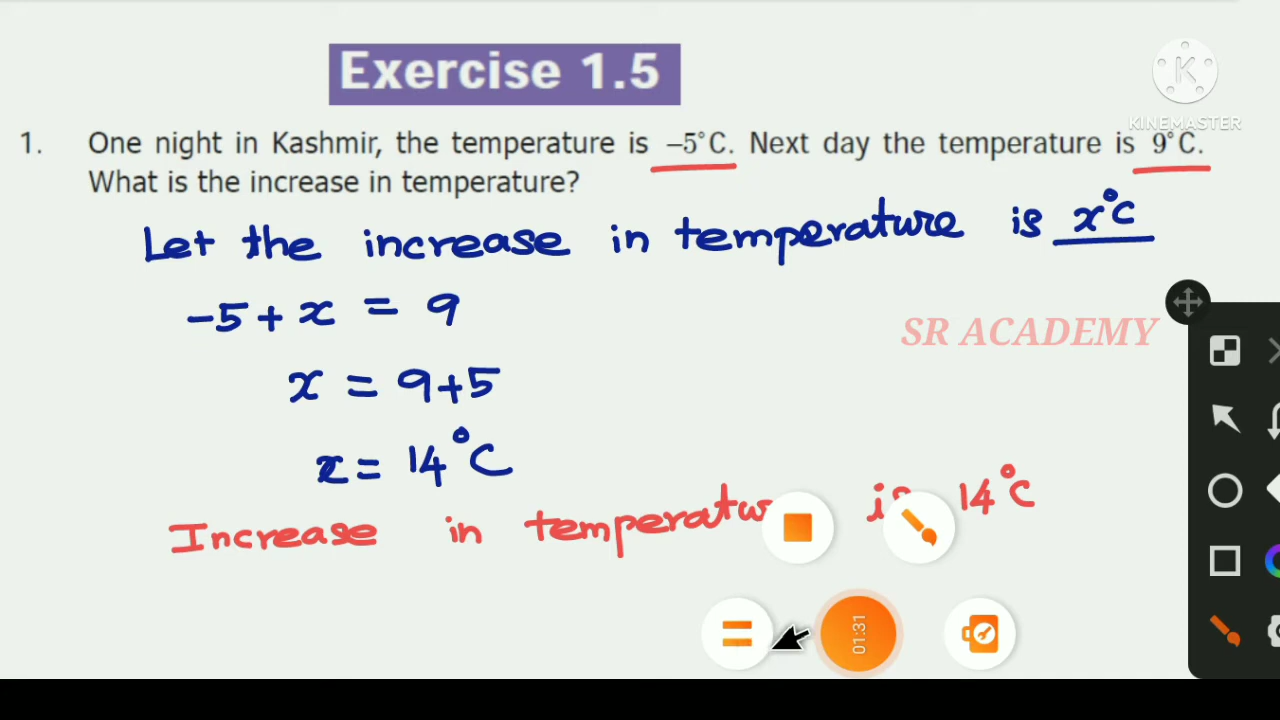 Exercise 1.5
KINEMASTER
1. One night in Kashmir, the temperature is –5°C. Next day the temperature is 9°C.
What is the increase in temperature?
Let the increase in temperature is x°C
-5 + x = 9
SR ACADEMY
x = 9+5
x = 14°C
Increase in temperature is 14°C
01:31